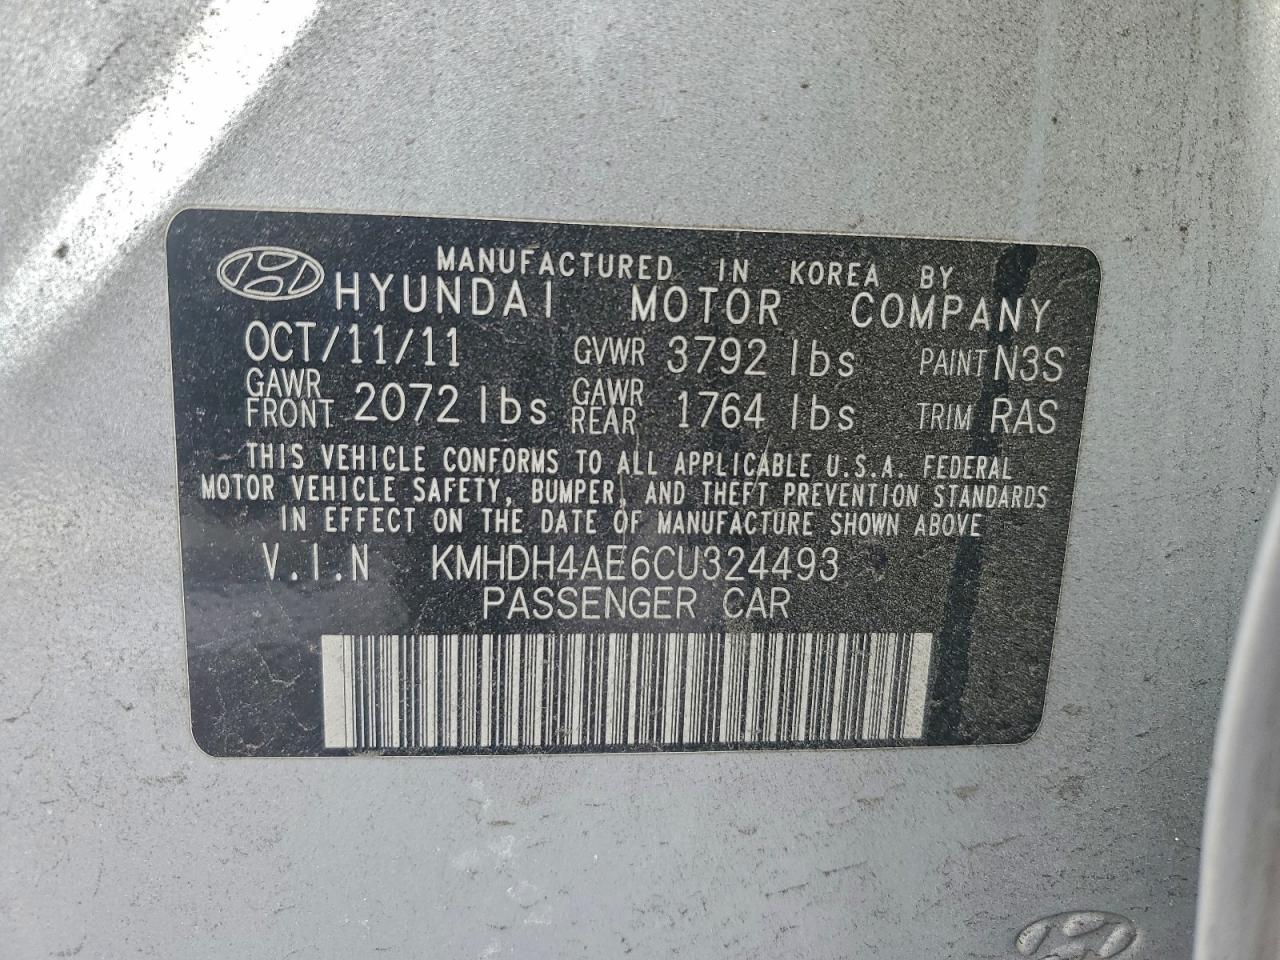 MANUFACTURED IN KOREA BY
HYUNDAI MOTOR COMPANY
OCT/11/11 GVWR 3792 lbs PAINT N3S
GAWR FRONT 2072 lbs GAWR REAR 1764 lbs TRIM RAS
THIS VEHICLE CONFORMS TO ALL APPLICABLE U.S.A. FEDERAL
MOTOR VEHICLE SAFETY, BUMPER, AND THEFT PREVENTION STANDARDS
IN EFFECT ON THE DATE OF MANUFACTURE SHOWN ABOVE
V.I.N KMHDH4AE6CU324493
PASSENGER CAR